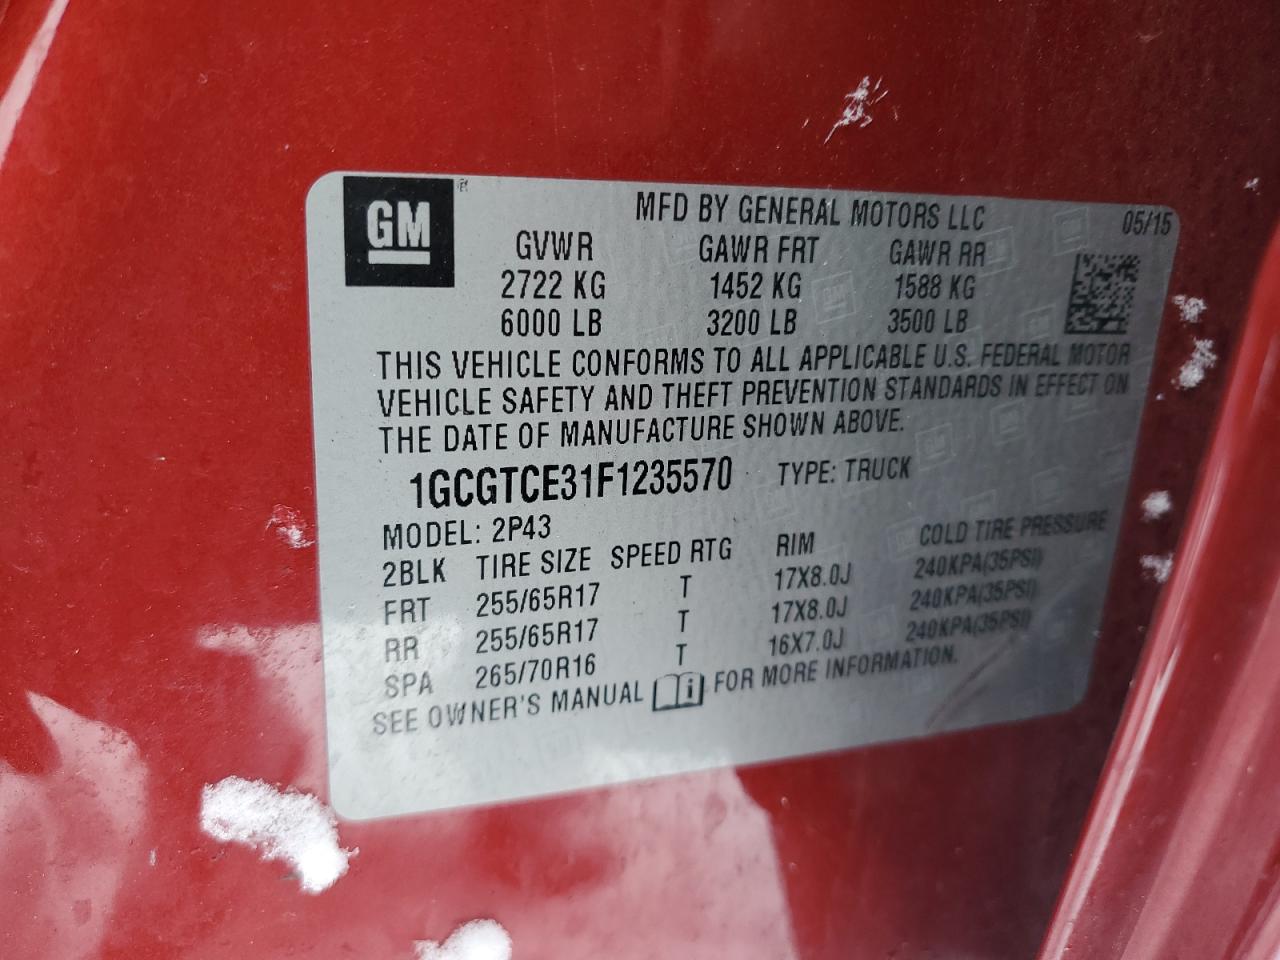 GM
MFD BY GENERAL MOTORS LLC 05/15
GVWR GAWR FRT GAWR RR
2722 KG 1452 KG 1588 KG
6000 LB 3200 LB 3500 LB
THIS VEHICLE CONFORMS TO ALL APPLICABLE U.S. FEDERAL MOTOR
VEHICLE SAFETY AND THEFT PREVENTION STANDARDS IN EFFECT ON
THE DATE OF MANUFACTURE SHOWN ABOVE.
1GCGTCE31F1235570 TYPE: TRUCK
MODEL: 2P43
2BLK TIRE SIZE SPEED RTG RIM COLD TIRE PRESSURE
FRT 255/65R17 T 17X8.0J 240KPA(35PSI)
RR 255/65R17 T 17X8.0J 240KPA(35PSI)
SPA 265/70R16 T 16X7.0J 240KPA(35PSI)
SEE OWNER'S MANUAL i FOR MORE INFORMATION.